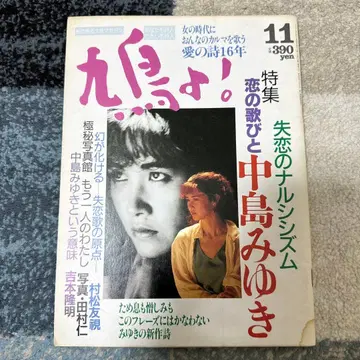 女の時代に
おんなのカルマを歌う
愛の詩16年
11
390
yen
鳩よ!
特集
恋の歌びと
失恋のナルシシズム
中島みゆき
幻が化ける――失恋歌の原点――村松友視
極秘写真館 もう一人のわたし 写真・田村仁
中島みゆきという意味 吉本隆明
ため息も憎しみも
このフレーズにはかなわない
みゆきの新作詩